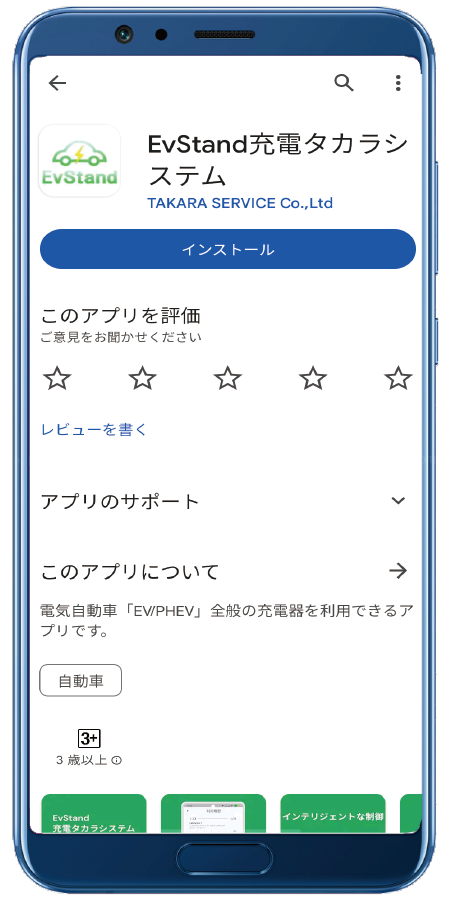 EvStand充電タカラシ
ステム
EvStand
TAKARA SERVICE Co.,Ltd
インストール
このアプリを評価
ご意見をお聞かせください
レビューを書く
アプリのサポート
このアプリについて
電気自動車「EV/PHEV」全般の充電器を利用できるア
プリです。
自動車
3+
3 歳以上
EvStand
充電タカラシステム
インテリジェントな制御